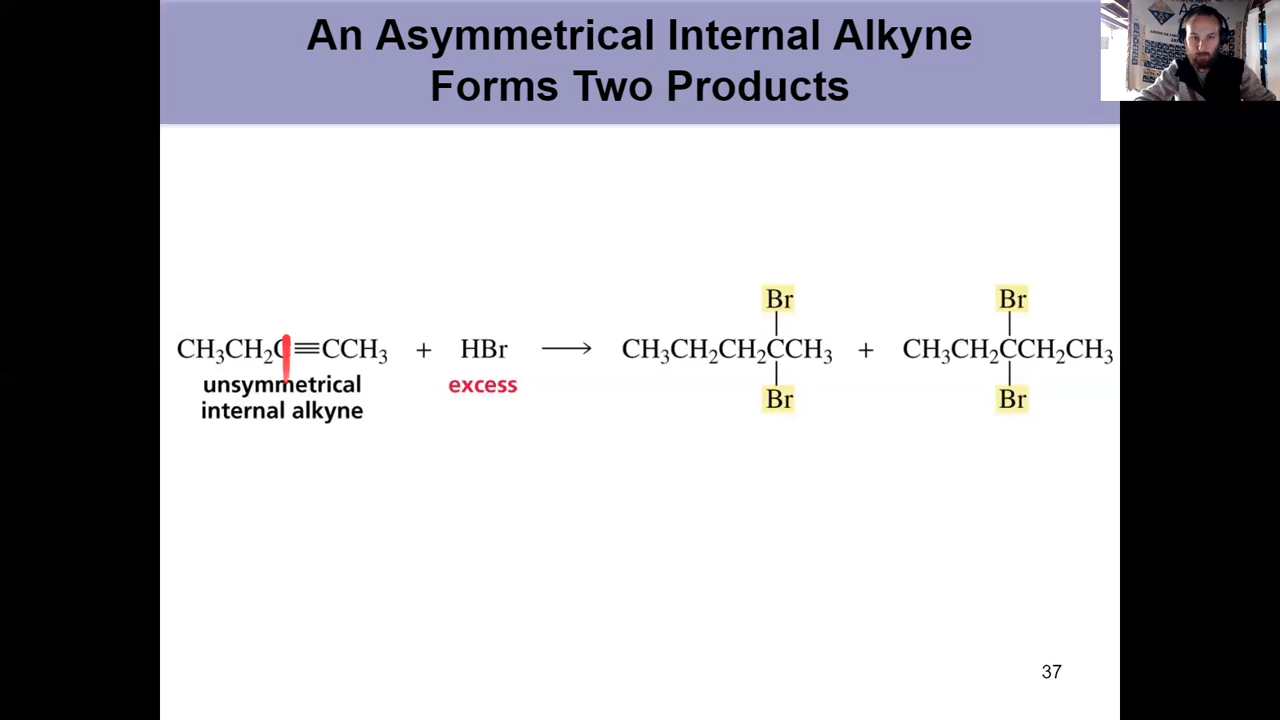 An Asymmetrical Internal Alkyne
Forms Two Products
Br Br
CH₃CH₂C≡CCH₃ + HBr ⟶ CH₃CH₂CH₂CCH₃ + CH₃CH₂CCH₂CH₃
unsymmetrical excess Br Br
internal alkyne
37